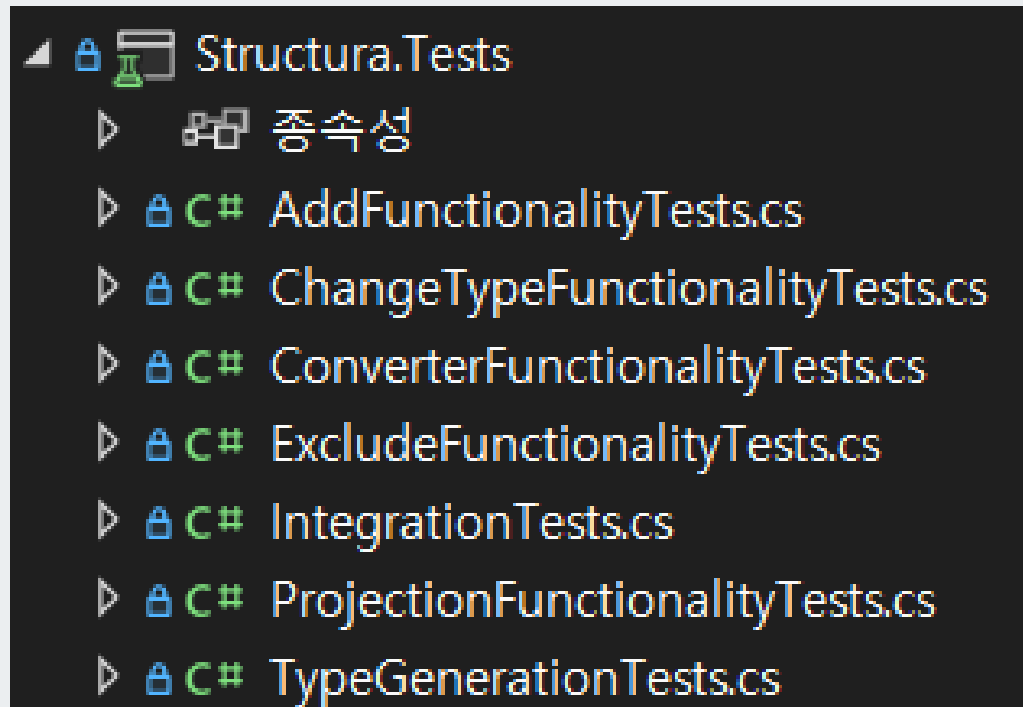 Structura.Tests
종속성
C# AddFunctionalityTests.cs
C# ChangeTypeFunctionalityTests.cs
C# ConverterFunctionalityTests.cs
C# ExcludeFunctionalityTests.cs
C# IntegrationTests.cs
C# ProjectionFunctionalityTests.cs
C# TypeGenerationTests.cs